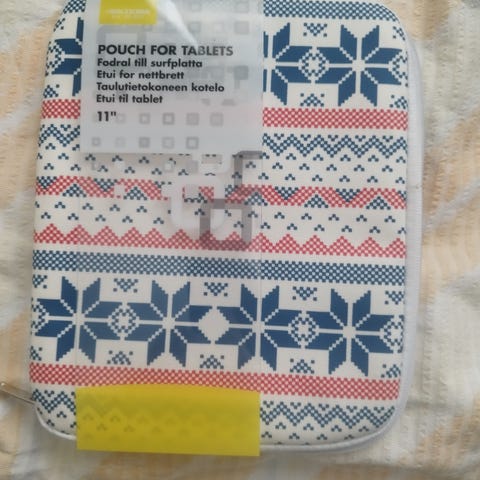 POUCH FOR TABLETS
Fodral till surfplatta
Etui for nettbrett
Taulutietokoneen kotelo
Etui til tablet
11"